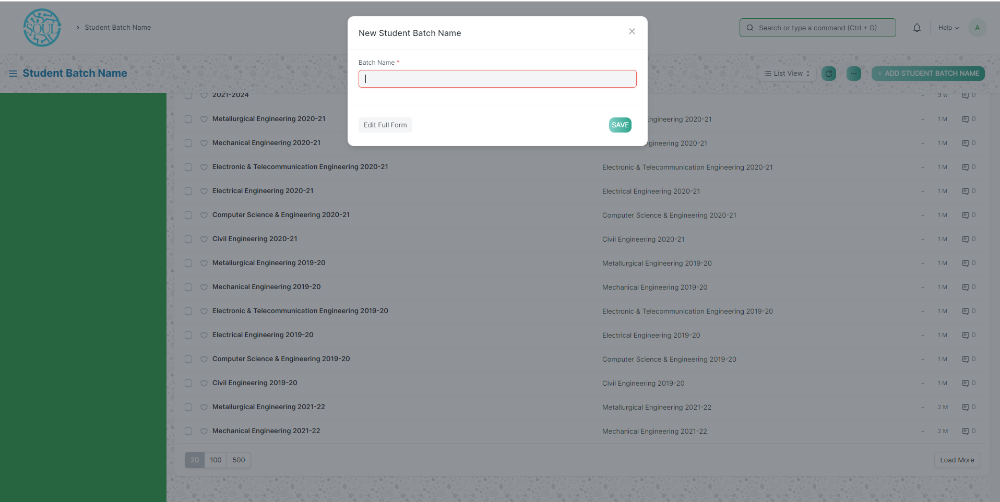 SOUL
Student Batch Name
New Student Batch Name
Search or type a command (Ctrl + G)
Help
A
Batch Name *
Student Batch Name
List View
+ ADD STUDENT BATCH NAME
Edit Full Form
SAVE
2021-2024 - 3 w 0
Metallurgical Engineering 2020-21 Engineering 2020-21 - 1 M 0
Mechanical Engineering 2020-21 2020-21 - 1 M 0
Electronic & Telecommunication Engineering 2020-21 Electronic & Telecommunication Engineering 2020-21 - 1 M 0
Electrical Engineering 2020-21 Electrical Engineering 2020-21 - 1 M 0
Computer Science & Engineering 2020-21 Computer Science & Engineering 2020-21 - 1 M 0
Civil Engineering 2020-21 Civil Engineering 2020-21 - 1 M 0
Metallurgical Engineering 2019-20 Metallurgical Engineering 2019-20 - 1 M 0
Mechanical Engineering 2019-20 Mechanical Engineering 2019-20 - 1 M 0
Electronic & Telecommunication Engineering 2019-20 Electronic & Telecommunication Engineering 2019-20 - 1 M 0
Electrical Engineering 2019-20 Electrical Engineering 2019-20 - 1 M 0
Computer Science & Engineering 2019-20 Computer Science & Engineering 2019-20 - 1 M 0
Civil Engineering 2019-20 Civil Engineering 2019-20 - 1 M 0
Metallurgical Engineering 2021-22 Metallurgical Engineering 2021-22 - 2 M 0
Mechanical Engineering 2021-22 Mechanical Engineering 2021-22 - 2 M 0
20 100 500
Load More